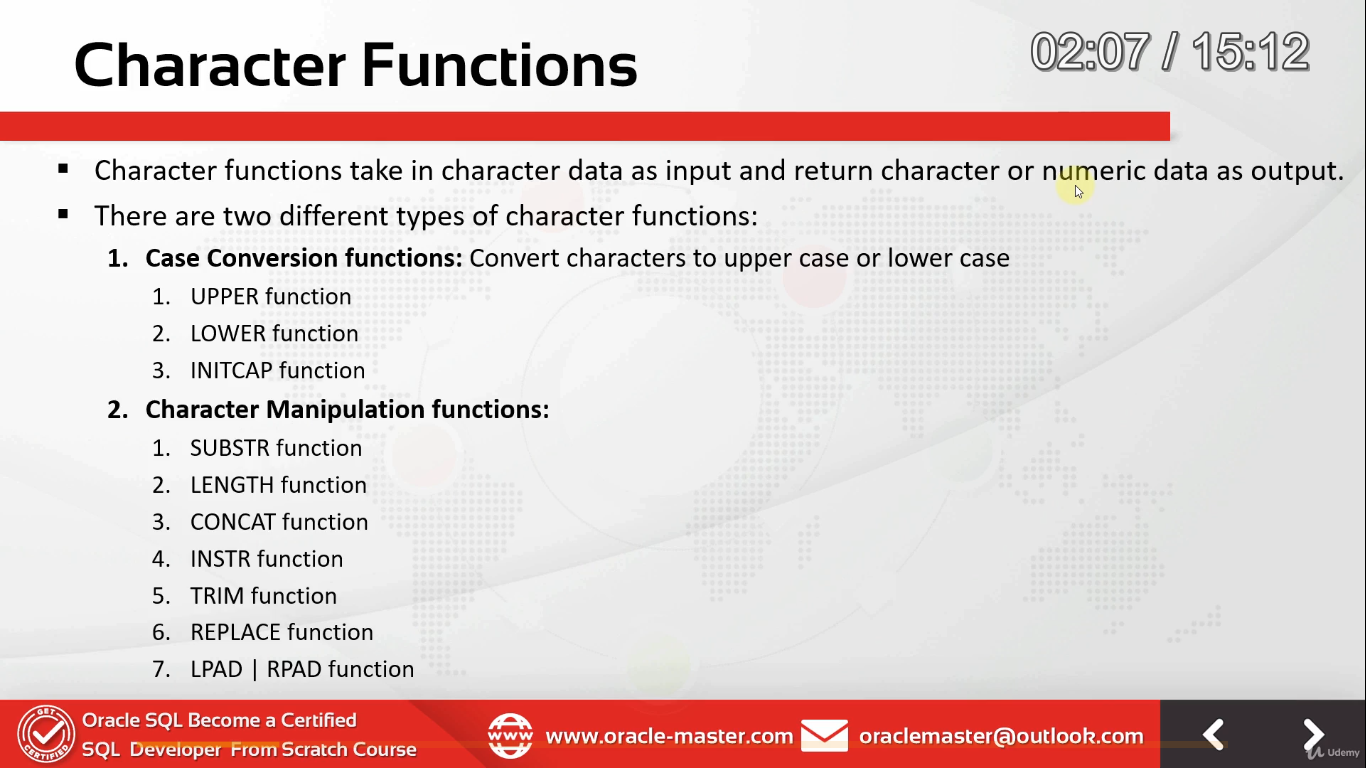 Character Functions
02:07 / 15:12
▪ Character functions take in character data as input and return character or numeric data as output.
▪ There are two different types of character functions:
1. Case Conversion functions: Convert characters to upper case or lower case
1. UPPER function
2. LOWER function
3. INITCAP function
2. Character Manipulation functions:
1. SUBSTR function
2. LENGTH function
3. CONCAT function
4. INSTR function
5. TRIM function
6. REPLACE function
7. LPAD | RPAD function
GET CERTIFIED
Oracle SQL Become a Certified
SQL Developer From Scratch Course
WWW
www.oracle-master.com
oraclemaster@outlook.com
Udemy